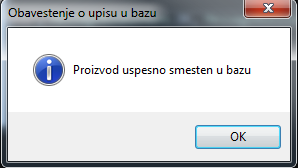 Obavestenje o upisu u bazu
Proizvod uspesno smesten u bazu
OK